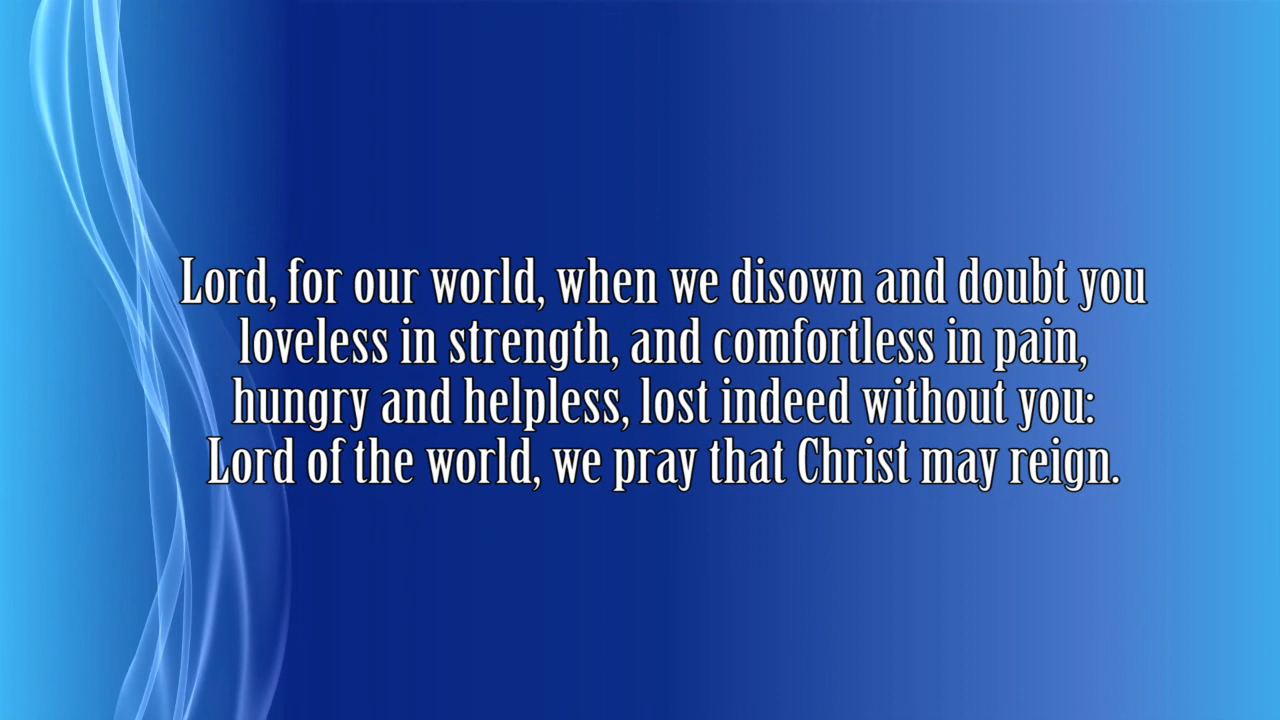 Lord, for our world, when we disown and doubt you
loveless in strength, and comfortless in pain,
hungry and helpless, lost indeed without you:
Lord of the world, we pray that Christ may reign.